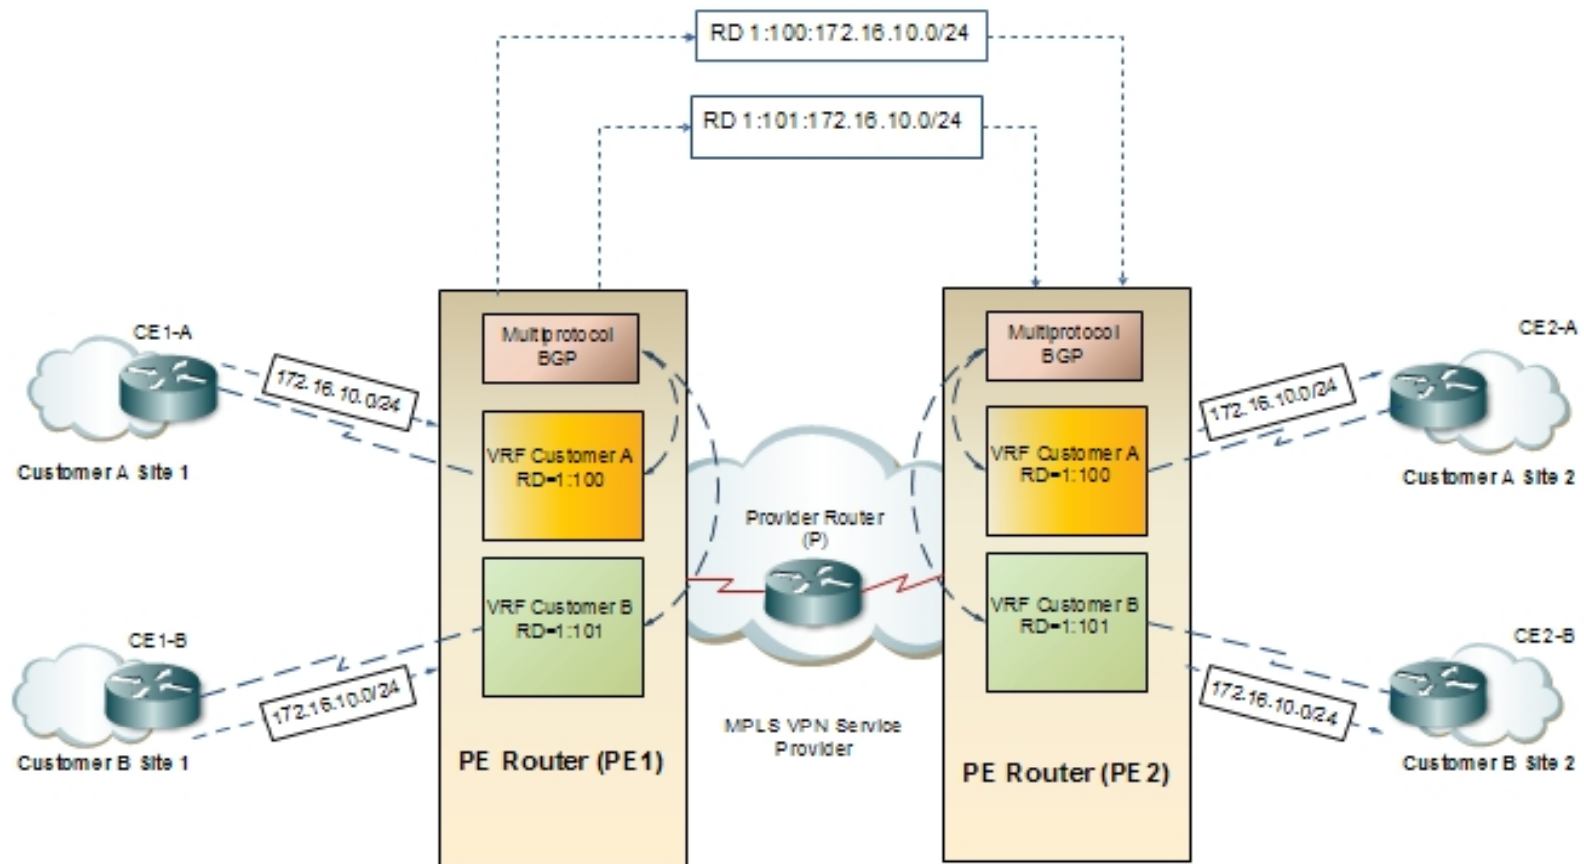 RD 1:100:172.16.10.0/24
RD 1:101:172.16.10.0/24
CE1-A
172.16.10.0/24
Customer A Site 1
Multiprotocol
BGP
VRF Customer A
RD=1:100
VRF Customer B
RD=1:101
PE Router (PE1)
CE1-B
172.16.10.0/24
Customer B Site 1
Provider Router
(P)
MPLS VPN Service
Provider
Multiprotocol
BGP
VRF Customer A
RD=1:100
VRF Customer B
RD=1:101
PE Router (PE2)
CE2-A
172.16.10.0/24
Customer A Site 2
CE2-B
172.16.10.0/24
Customer B Site 2